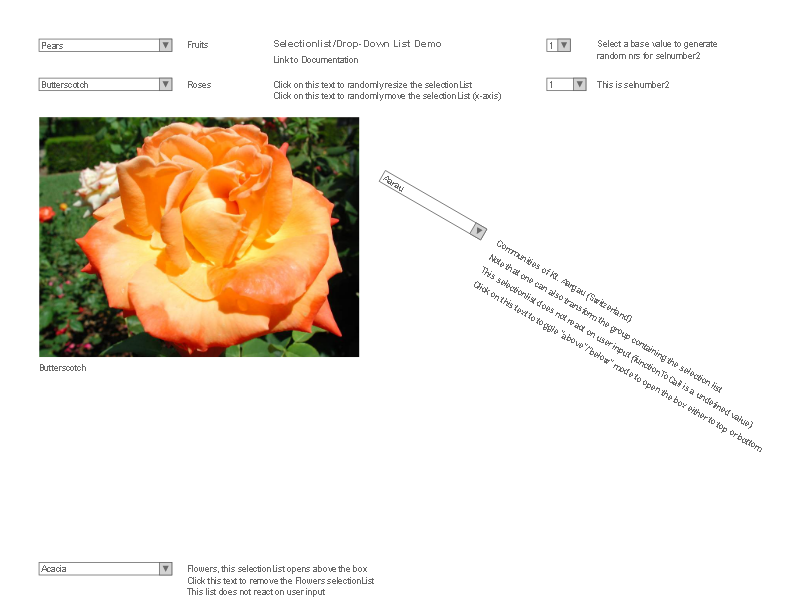 Pears
Fruits
Selectionlist/Drop-Down List Demo
Link to Documentation
1
Select a base value to generate
random nrs for selnumber2
Butterscotch
Roses
Click on this text to randomly resize the selectionList
Click on this text to randomly move the selectionList (x-axis)
1
This is selnumber2
Aarau
Communities of Kt. Aargau (Switzerland)
Note that one can also transform the group containing the selection list
This selectionlist does not react on user input (functionToCall is a undefined value)
Click on this text to toggle "above"/"below" mode to open the box either to top or bottom
Butterscotch
Acacia
Flowers, this selectionList opens above the box
Click this text to remove the Flowers selectionList
This list does not react on user input